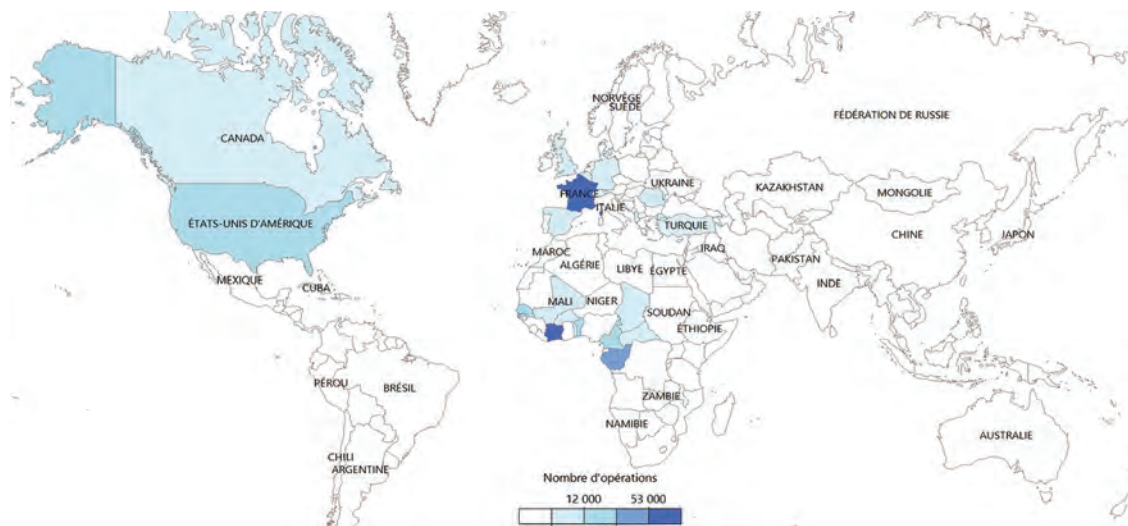 CANADA
ÉTATS-UNIS D'AMÉRIQUE
MEXIQUE
CUBA
PÉROU
BRÉSIL
CHILI
ARGENTINE
NORVÈGE
SUÈDE
FÉDÉRATION DE RUSSIE
FRANCE
ITALIE
UKRAINE
TURQUIE
KAZAKHSTAN
MONGOLIE
CHINE
JAPON
MAROC
ALGÉRIE
LIBYE
ÉGYPTE
IRAQ
PAKISTAN
INDE
MALI
NIGER
SOUDAN
ÉTHIOPIE
ZAMBIE
NAMIBIE
AUSTRALIE
Nombre d'opérations
12 000 53 000